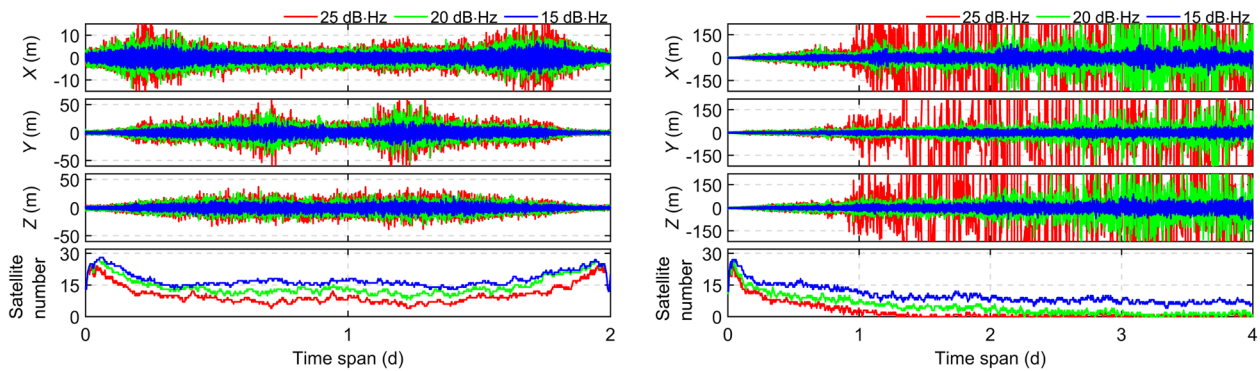 25 dB·Hz 20 dB·Hz 15 dB·Hz
X (m)
10
0
-10
Y (m)
50
0
-50
Z (m)
50
0
-50
Satellite
number
30
15
0
0 1 2
Time span (d)
25 dB·Hz 20 dB·Hz 15 dB·Hz
X (m)
150
0
-150
Y (m)
150
0
-150
Z (m)
150
0
-150
Satellite
number
30
15
0
0 1 2 3 4
Time span (d)